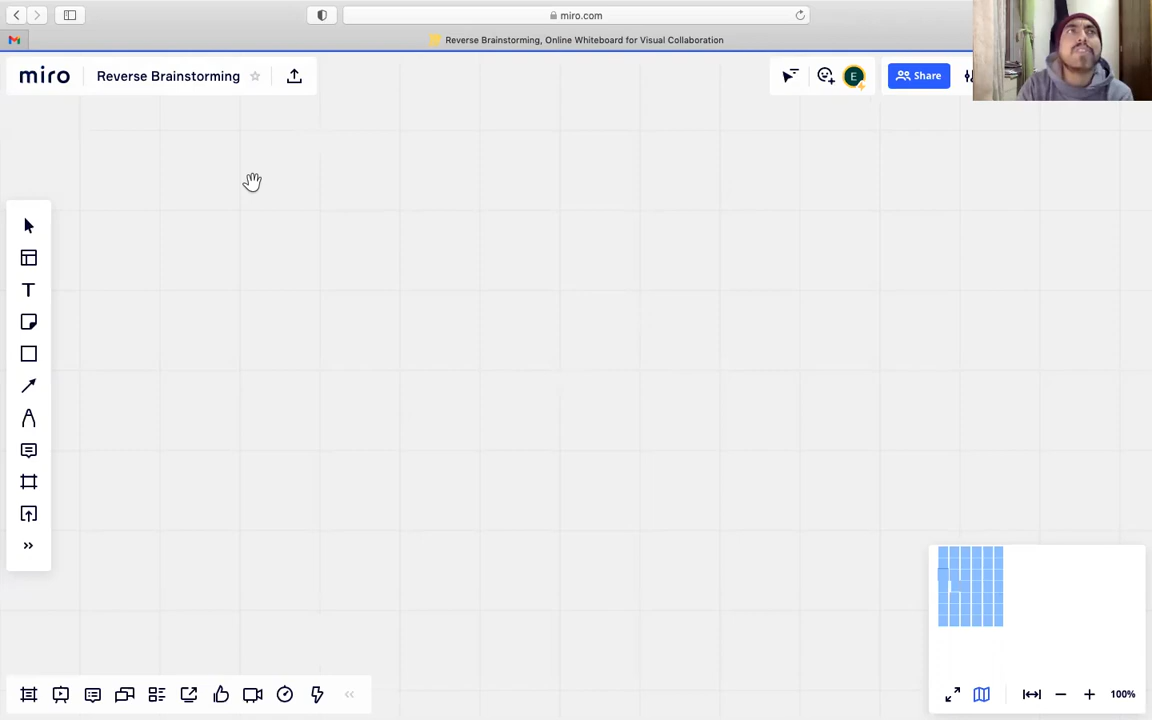 miro.com
Reverse Brainstorming, Online Whiteboard for Visual Collaboration
miro
Reverse Brainstorming
E
Share
T
100%